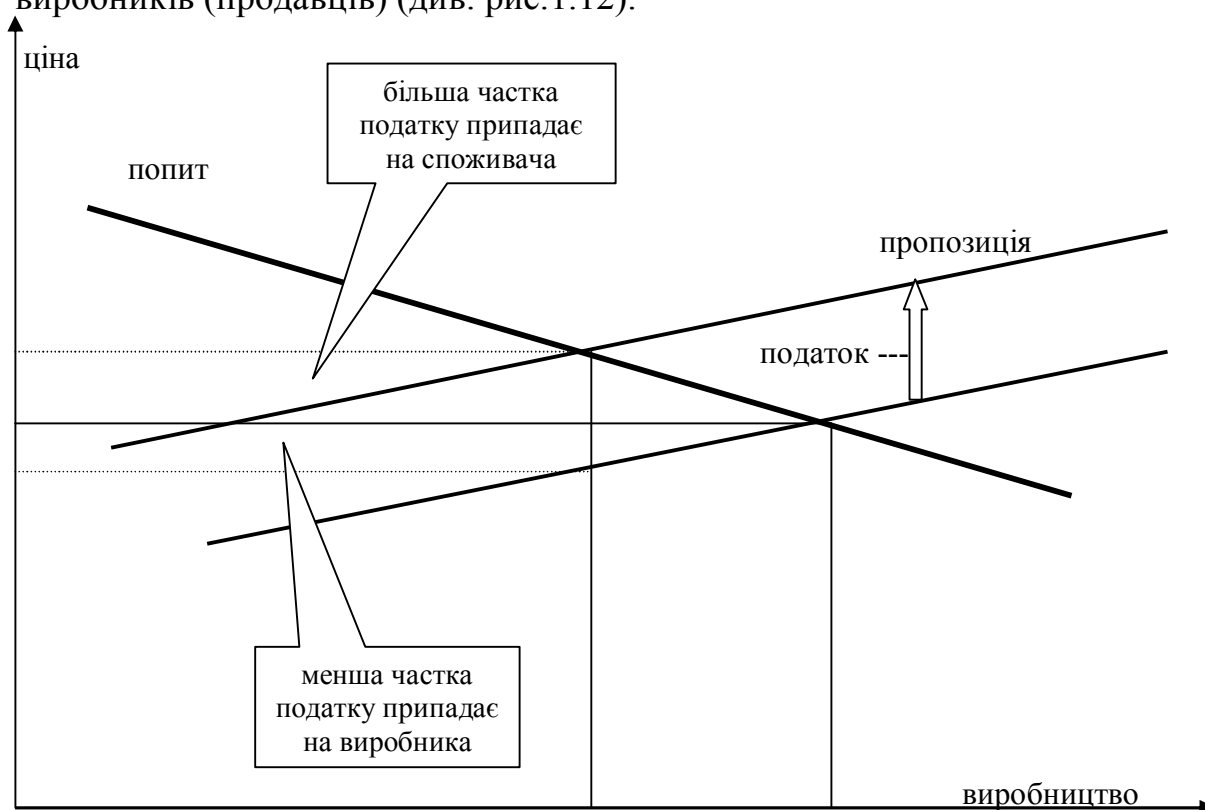 виробників (продавців) (див. рис.1.12).
ціна
більша частка
податку припадає
на споживача
попит
пропозиція
податок ---
менша частка
податку припадає
на виробника
виробництво